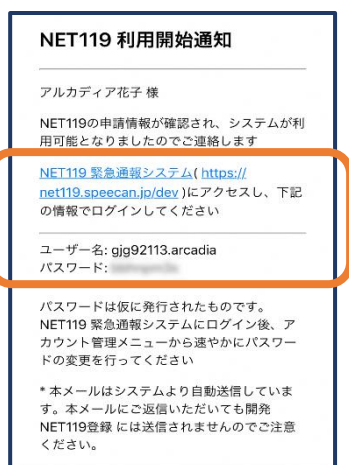 NET119 利用開始通知
アルカディア花子 様
NET119の申請情報が確認され、システムが利
用可能となりましたのでご連絡します
NET119 緊急通報システム( https://
net119.speecan.jp/dev )にアクセスし、下記
の情報でログインしてください
ユーザー名: gjg92113.arcadia
パスワード:
パスワードは仮に発行されたものです。
NET119 緊急通報システムにログイン後、ア
カウント管理メニューから速やかにパスワー
ドの変更を行ってください
* 本メールはシステムより自動送信していま
す。本メールにご返信いただいても開発
NET119登録 には送信されませんのでご注意
ください。